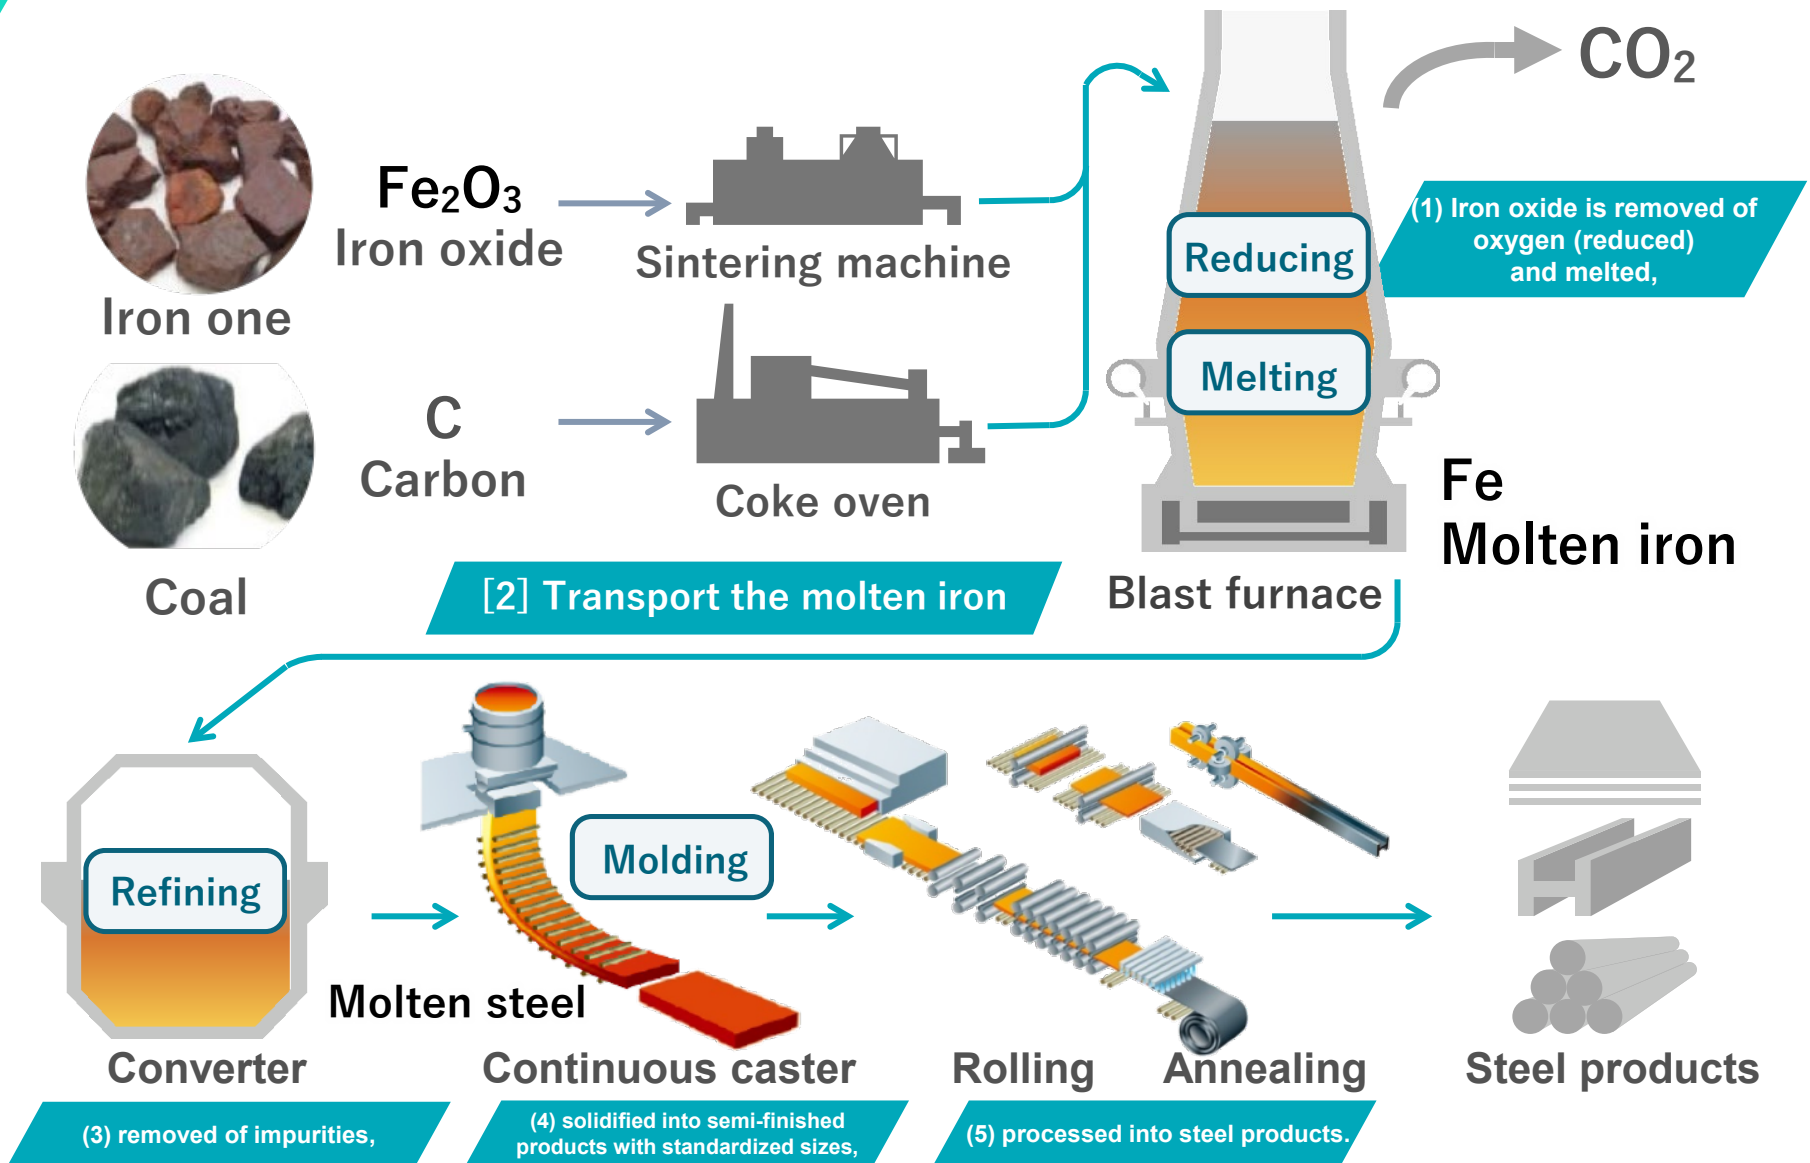 CO₂
Fe₂O₃
Iron oxide
Sintering machine
Iron one
(1) Iron oxide is removed of
oxygen (reduced)
and melted,
Reducing
Melting
C
Carbon
Coke oven
Coal
Fe
Molten iron
Blast furnace
[2] Transport the molten iron
Refining
Molding
Molten steel
Converter
Continuous caster
Rolling
Annealing
Steel products
(3) removed of impurities,
(4) solidified into semi-finished
products with standardized sizes,
(5) processed into steel products.